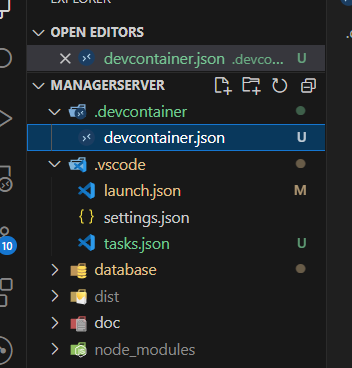 OPEN EDITORS
devcontainer.json .devco... U
MANAGERSERVER
.devcontainer
devcontainer.json U
.vscode
launch.json M
settings.json
tasks.json U
database
dist
doc
node_modules
10